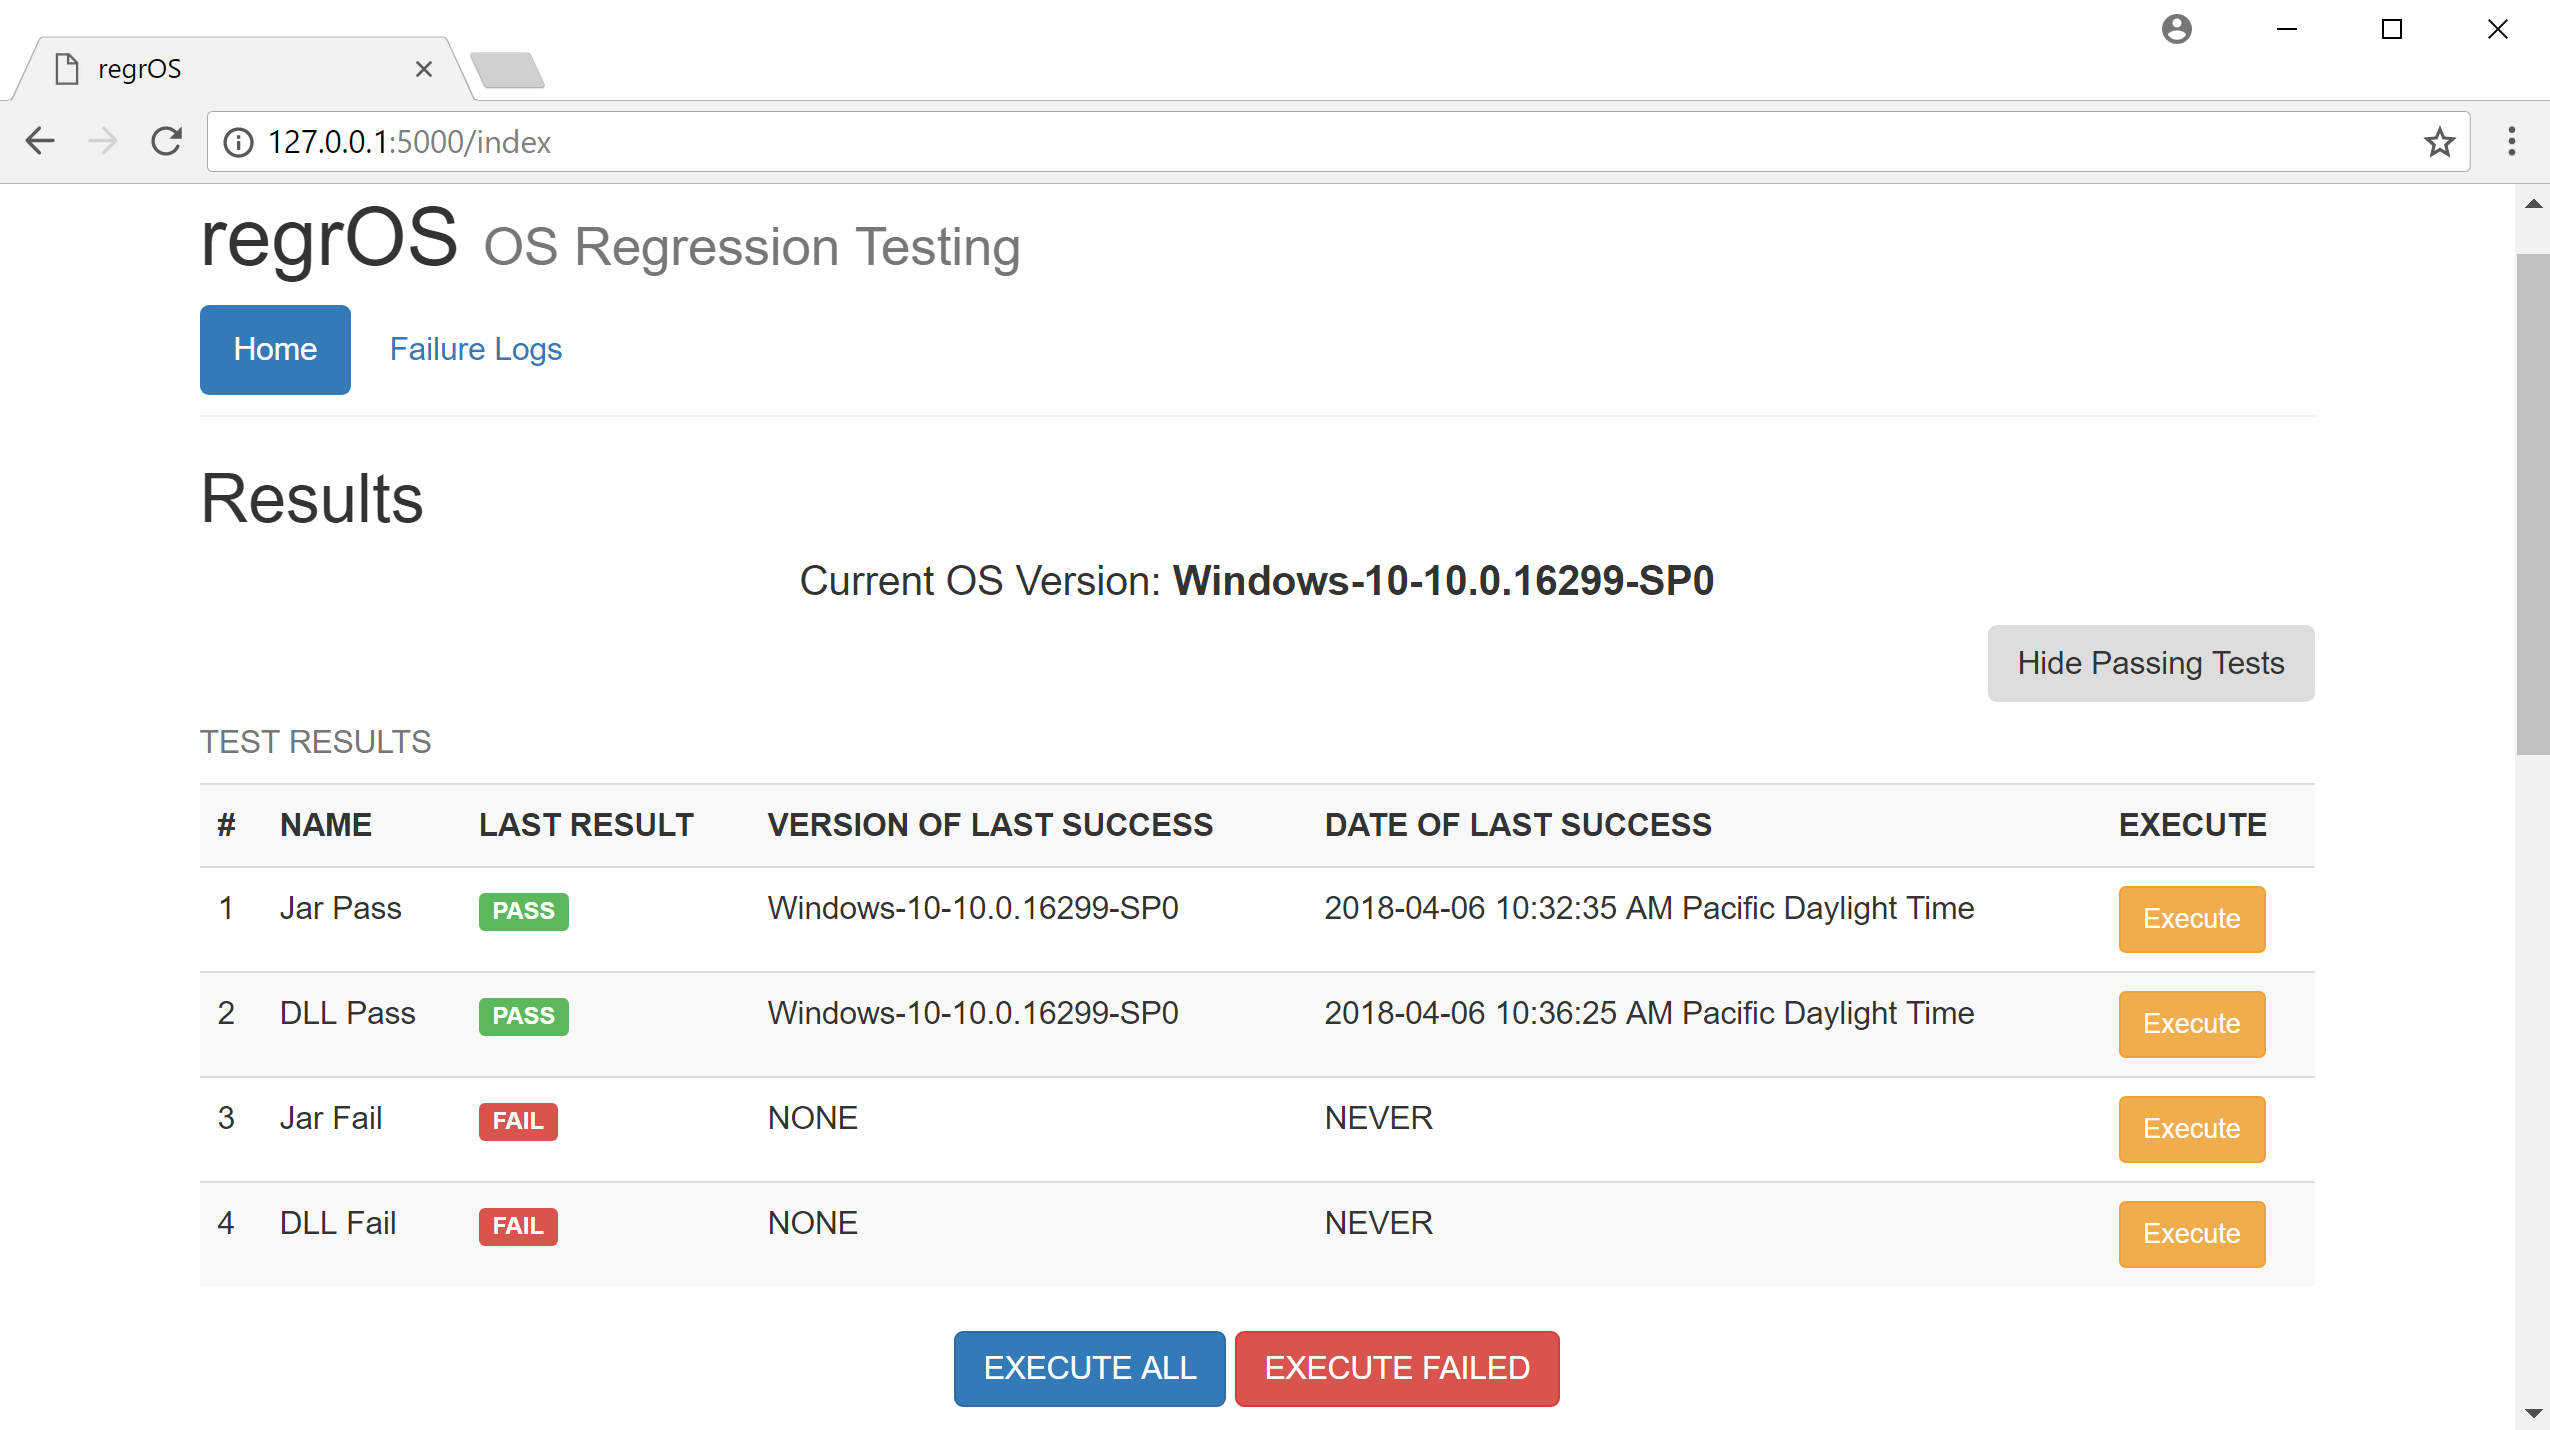 regrOS
127.0.0.1:5000/index
regrOS OS Regression Testing
Home Failure Logs
Results
Current OS Version: Windows-10-10.0.16299-SP0
Hide Passing Tests
TEST RESULTS
# NAME LAST RESULT VERSION OF LAST SUCCESS DATE OF LAST SUCCESS EXECUTE
1 Jar Pass PASS Windows-10-10.0.16299-SP0 2018-04-06 10:32:35 AM Pacific Daylight Time Execute
2 DLL Pass PASS Windows-10-10.0.16299-SP0 2018-04-06 10:36:25 AM Pacific Daylight Time Execute
3 Jar Fail FAIL NONE NEVER Execute
4 DLL Fail FAIL NONE NEVER Execute
EXECUTE ALL EXECUTE FAILED